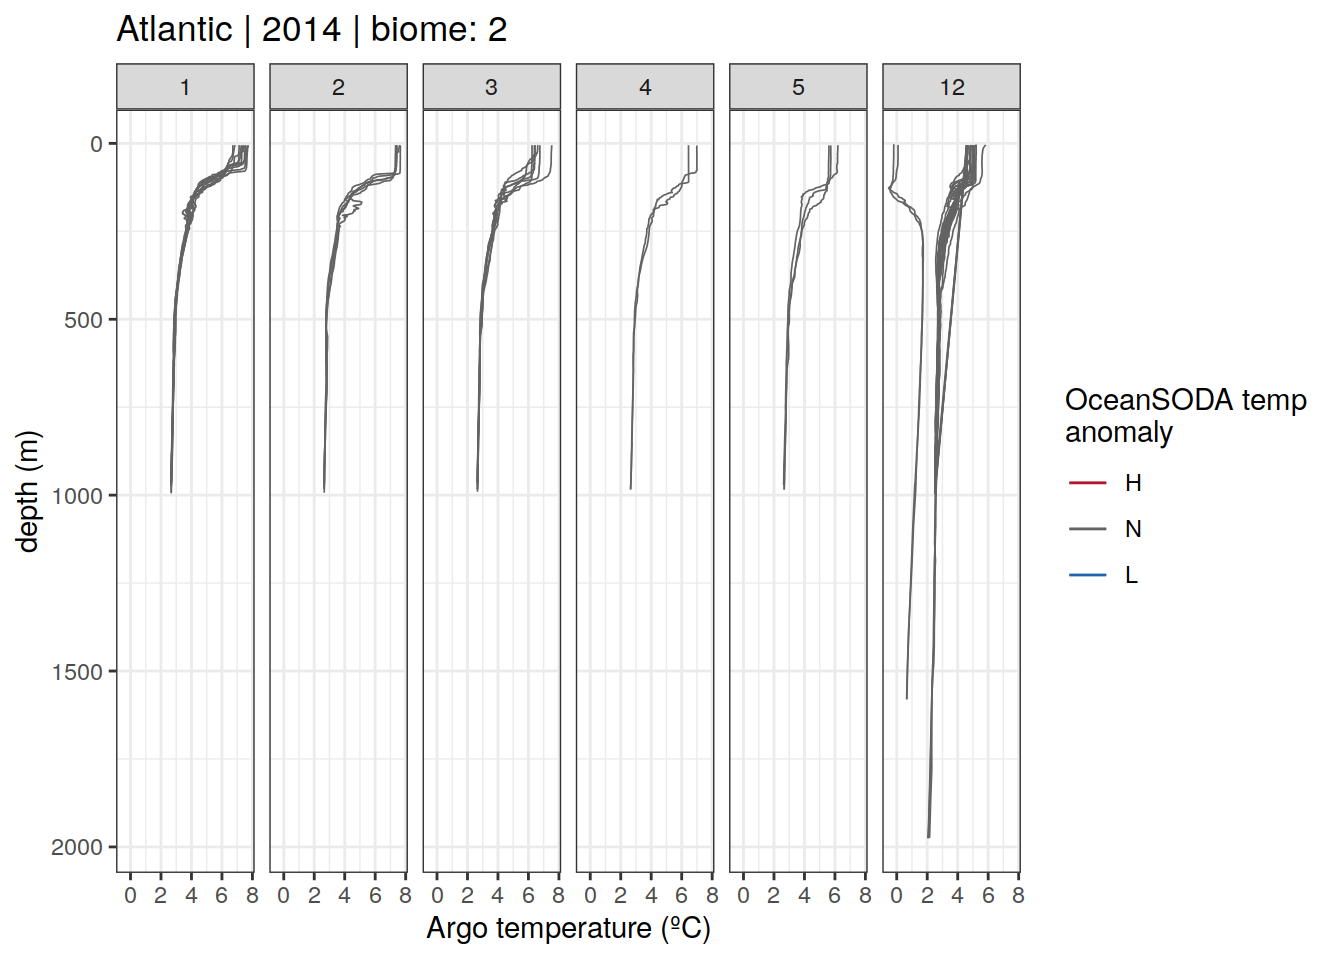 Atlantic | 2014 | biome: 2
1 2 3 4 5 12
0
500
1000
1500
2000
depth (m)
0 2 4 6 8 0 2 4 6 8 0 2 4 6 8 0 2 4 6 8 0 2 4 6 8 0 2 4 6 8
Argo temperature (ºC)
OceanSODA temp
anomaly
H
N
L